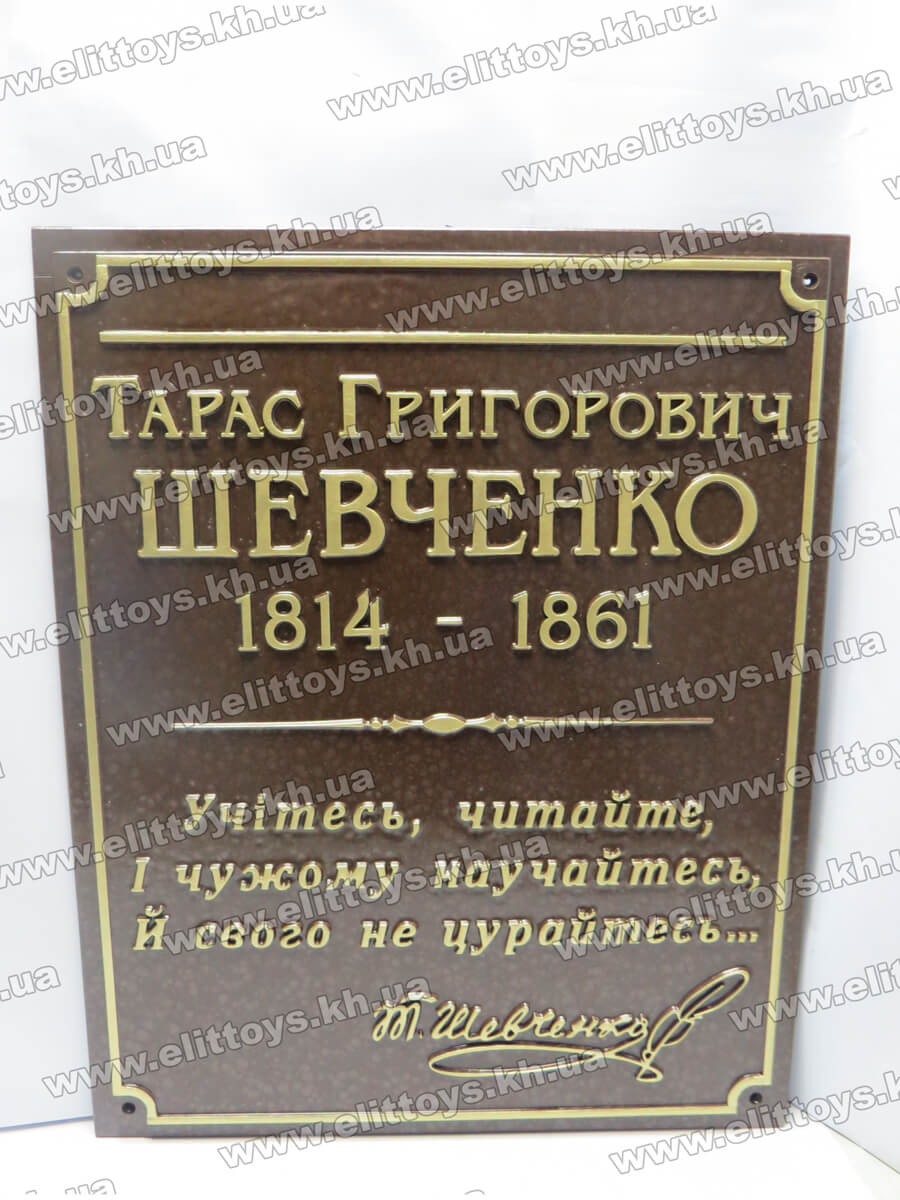 Тарас Григорович
ШЕВЧЕНКО
1814 - 1861
Учітесь, читайте,
І чужому научайтесь,
Й свого не цурайтесь...
Т. Шевченко
www.elittoys.kh.ua